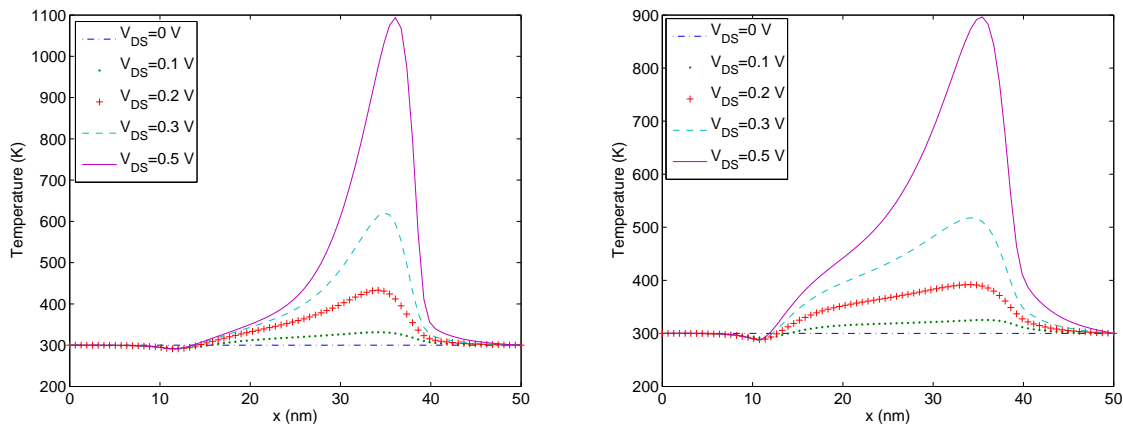 1100
1000
900
800
700
600
500
400
300
200
0
10
20
30
40
50
Temperature (K)
x (nm)
V_DS=0 V
V_DS=0.1 V
V_DS=0.2 V
V_DS=0.3 V
V_DS=0.5 V
900
800
700
600
500
400
300
200
0
10
20
30
40
50
Temperature (K)
x (nm)
V_DS=0 V
V_DS=0.1 V
V_DS=0.2 V
V_DS=0.3 V
V_DS=0.5 V